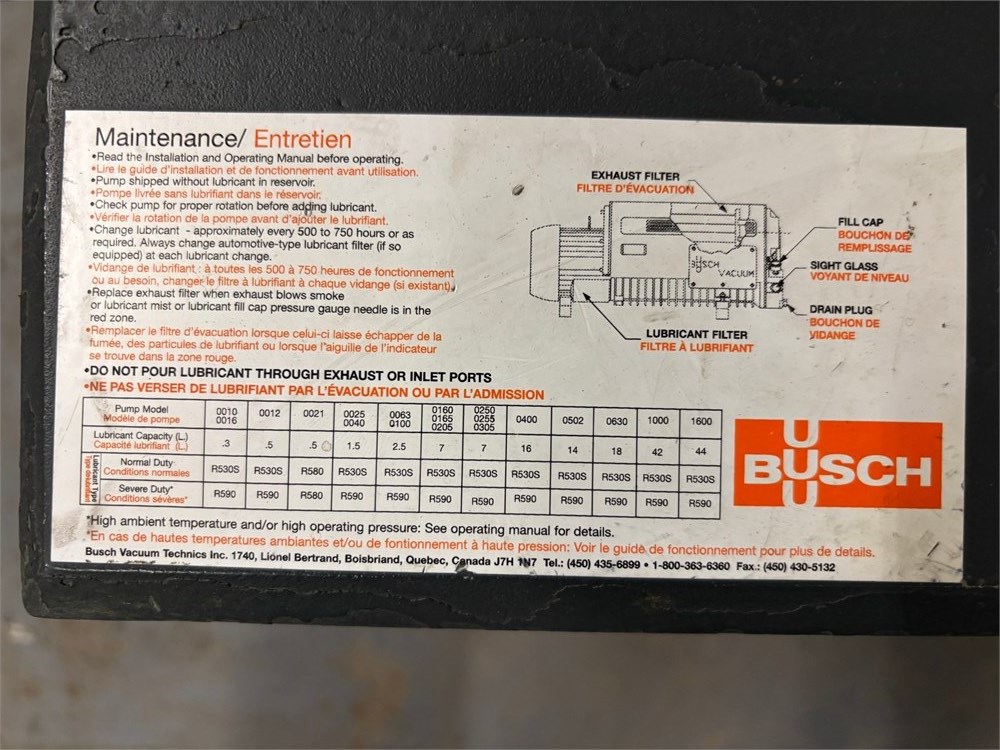 Maintenance/ Entretien
•Read the Installation and Operating Manual before operating.
•Lire le guide d'installation et de fonctionnement avant utilisation.
•Pump shipped without lubricant in reservoir.
•Pompe livrée sans lubrifiant dans le réservoir.
•Check pump for proper rotation before adding lubricant.
•Vérifier la rotation de la pompe avant d'ajouter le lubrifiant.
•Change lubricant - approximately every 500 to 750 hours or as
required. Always change automotive-type lubricant filter (if so
equipped) at each lubricant change.
•Vidange de lubrifiant : à toutes les 500 à 750 heures de fonctionnement
ou au besoin, changer le filtre à lubrifiant à chaque vidange (si existant).
•Replace exhaust filter when exhaust blows smoke
or lubricant mist or lubricant fill cap pressure gauge needle is in the
red zone.
•Remplacer le filtre d'évacuation lorsque celui-ci laisse échapper de la
fumée, des particules de lubrifiant ou lorsque l'aiguille de l'indicateur
se trouve dans la zone rouge.
•DO NOT POUR LUBRICANT THROUGH EXHAUST OR INLET PORTS
•NE PAS VERSER DE LUBRIFIANT PAR L'ÉVACUATION OU PAR L'ADMISSION
EXHAUST FILTER
FILTRE D'ÉVACUATION
FILL CAP
BOUCHON DE
REMPLISSAGE
SIGHT GLASS
VOYANT DE NIVEAU
DRAIN PLUG
BOUCHON DE
VIDANGE
LUBRICANT FILTER
FILTRE À LUBRIFIANT
BUSCH
VACUUM
Pump Model
Modèle de pompe
0010 0016 0012 0021 0025 0040 0063 0100 0160 0165 0205 0250 0255 0305 0400 0502 0630 1000 1600
Lubricant Capacity (L.)
Capacité lubrifiant (L.)
.3 .5 .5 1.5 2.5 7 7 16 14 18 42 44
Lubricant Type
Type de lubrifiant
Normal Duty
Conditions normales
R530S R530S R580 R530S R530S R530S R530S R530S R530S R530S R530S R530S
Severe Duty*
Conditions sévères*
R590 R590 R580 R590 R590 R590 R590 R590 R590 R590 R590 R590
BUSCH
*High ambient temperature and/or high operating pressure: See operating manual for details.
*En cas de hautes temperatures ambiantes et/ou de fontionnement à haute pression: Voir le guide de fonctionnement pour plus de details.
Busch Vacuum Technics Inc. 1740, Lionel Bertrand, Boisbriand, Quebec, Canada J7H 1N7 Tel.: (450) 435-6899 • 1-800-363-6360 Fax.: (450) 430-5132